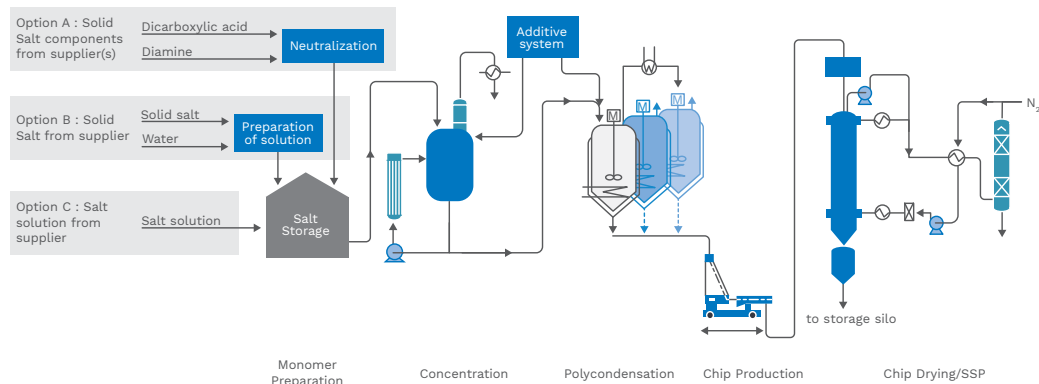 Option A : Solid
Salt components
from supplier(s)
Dicarboxylic acid
Diamine
Neutralization
Additive
system
Option B : Solid
Salt from supplier
Solid salt
Water
Preparation
of solution
Option C : Salt
solution from
supplier
Salt solution
Salt
Storage
M
M
M
N₂
to storage silo
Monomer
Preparation
Concentration
Polycondensation
Chip Production
Chip Drying/SSP